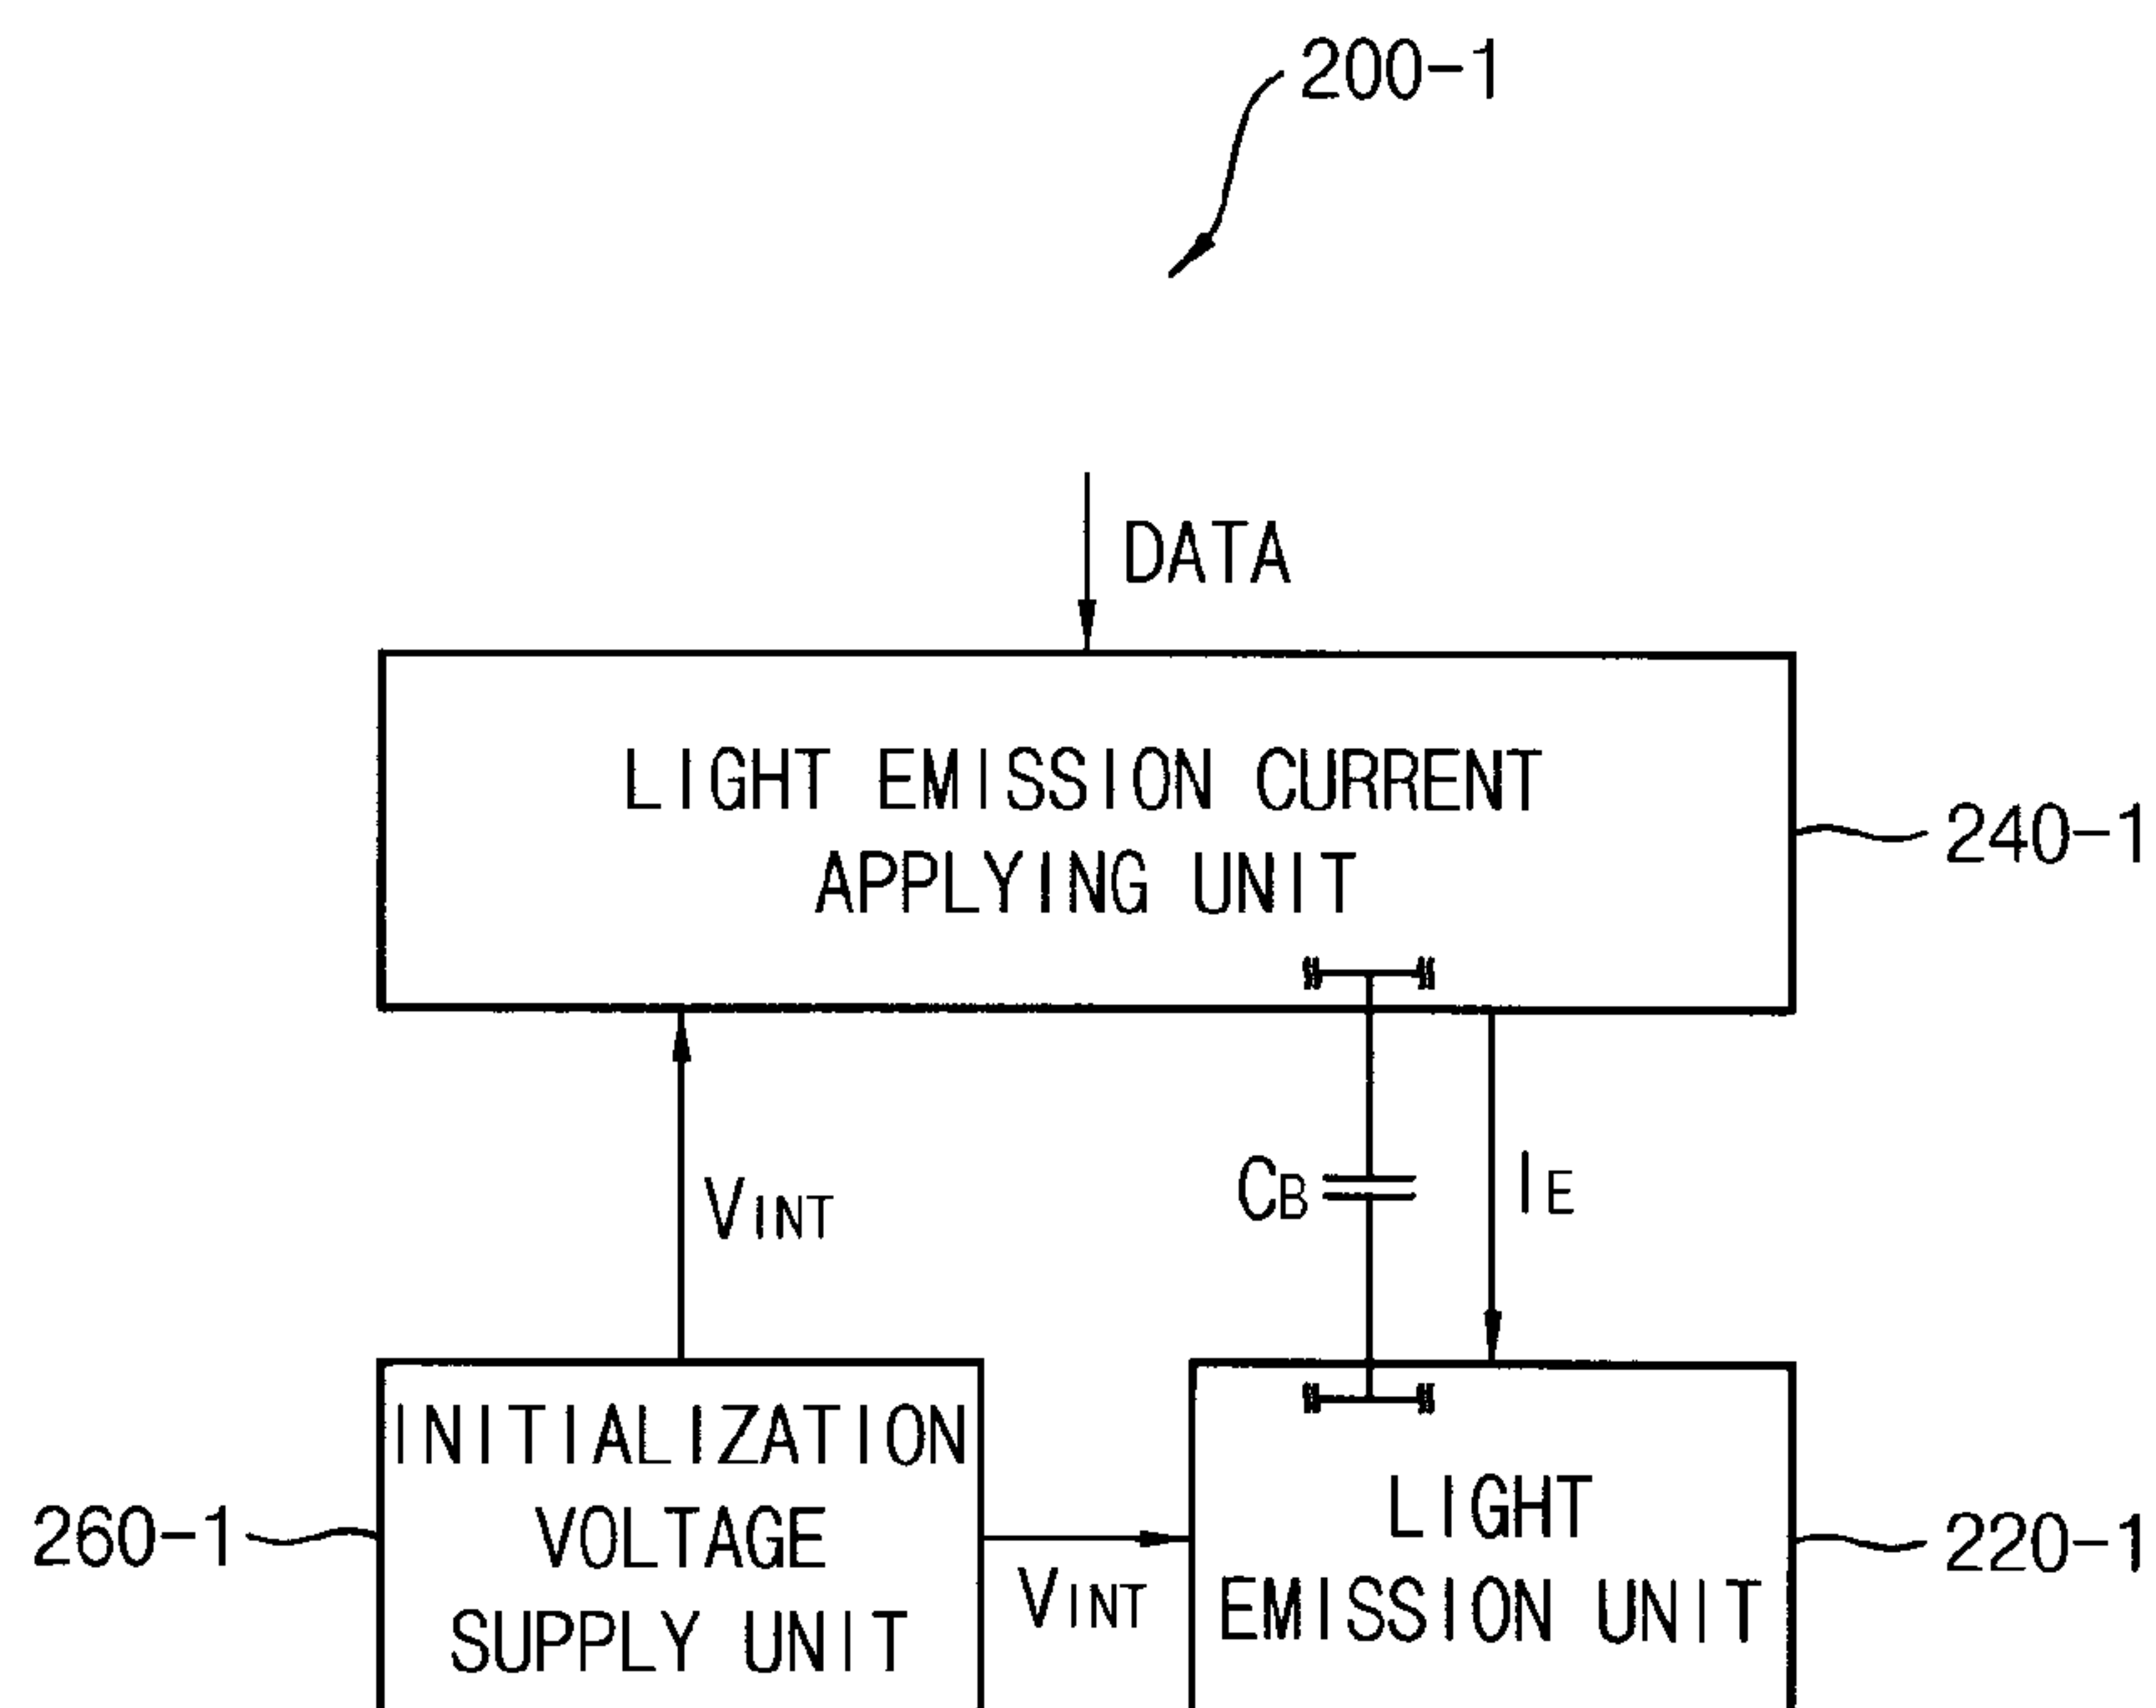 200-1
DATA
LIGHT EMISSION CURRENT
APPLYING UNIT
240-1
VINT
CB
IE
INITIALIZATION
VOLTAGE
SUPPLY UNIT
260-1
VINT
LIGHT
EMISSION UNIT
220-1